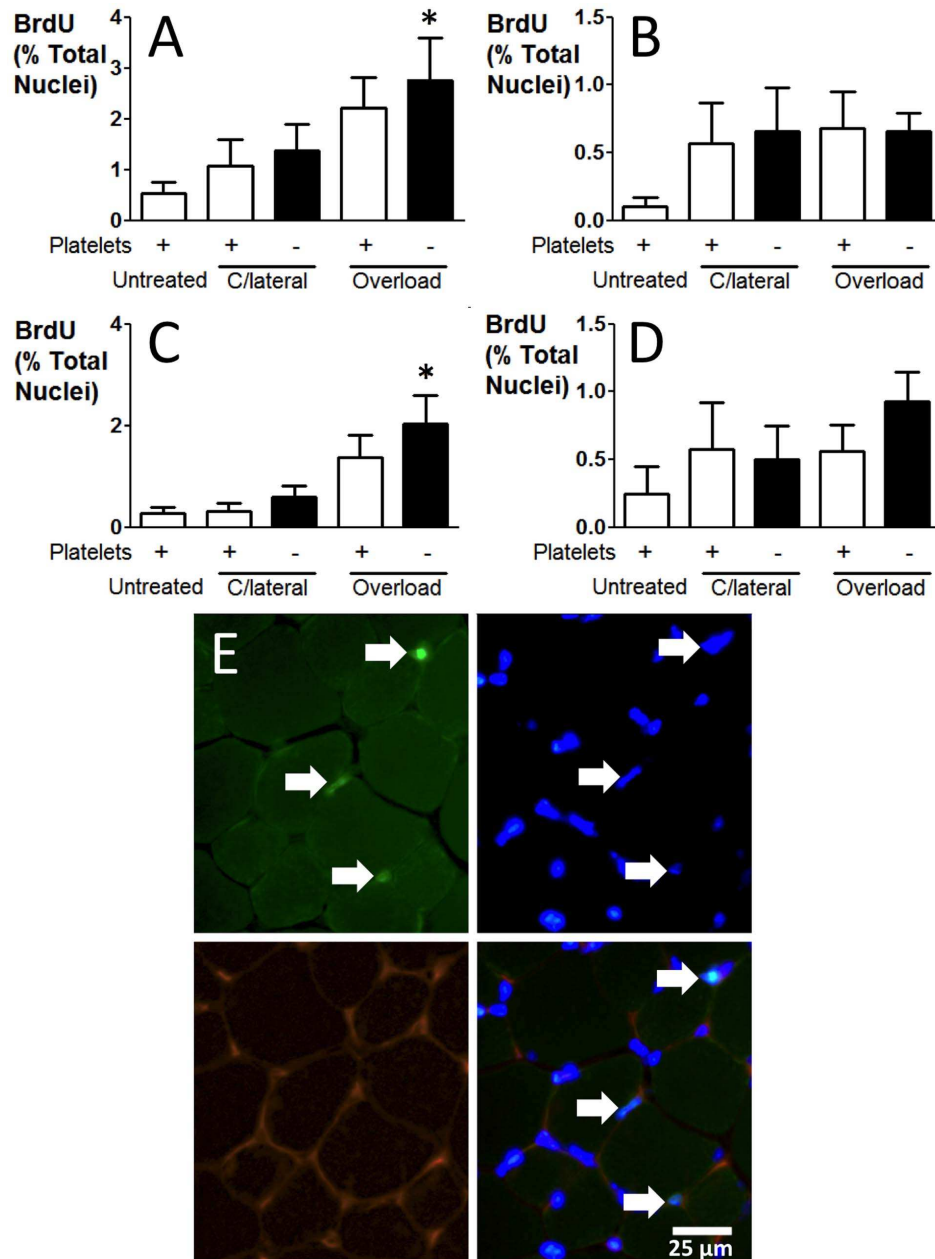 BrdU
(% Total
Nuclei)
A
4
3
2
1
0
*
Platelets + + - + -
Untreated C/lateral Overload
BrdU
(% Total
Nuclei)
B
1.5
1.0
0.5
0.0
Platelets + + - + -
Untreated C/lateral Overload
BrdU
(% Total
Nuclei)
C
4
2
0
*
Platelets + + - + -
Untreated C/lateral Overload
BrdU
(% Total
Nuclei)
D
1.5
1.0
0.5
0.0
Platelets + + - + -
Untreated C/lateral Overload
E
25 µm